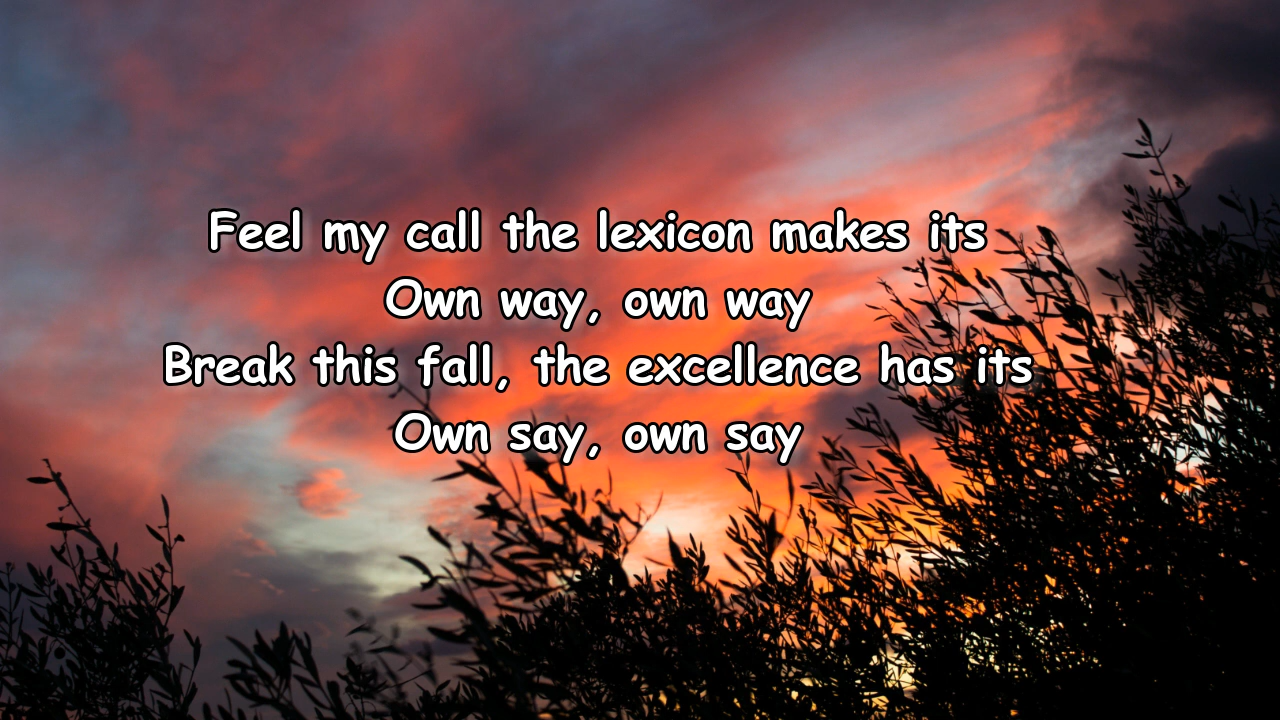 Feel my call the lexicon makes its
Own way, own way
Break this fall, the excellence has its
Own say, own say